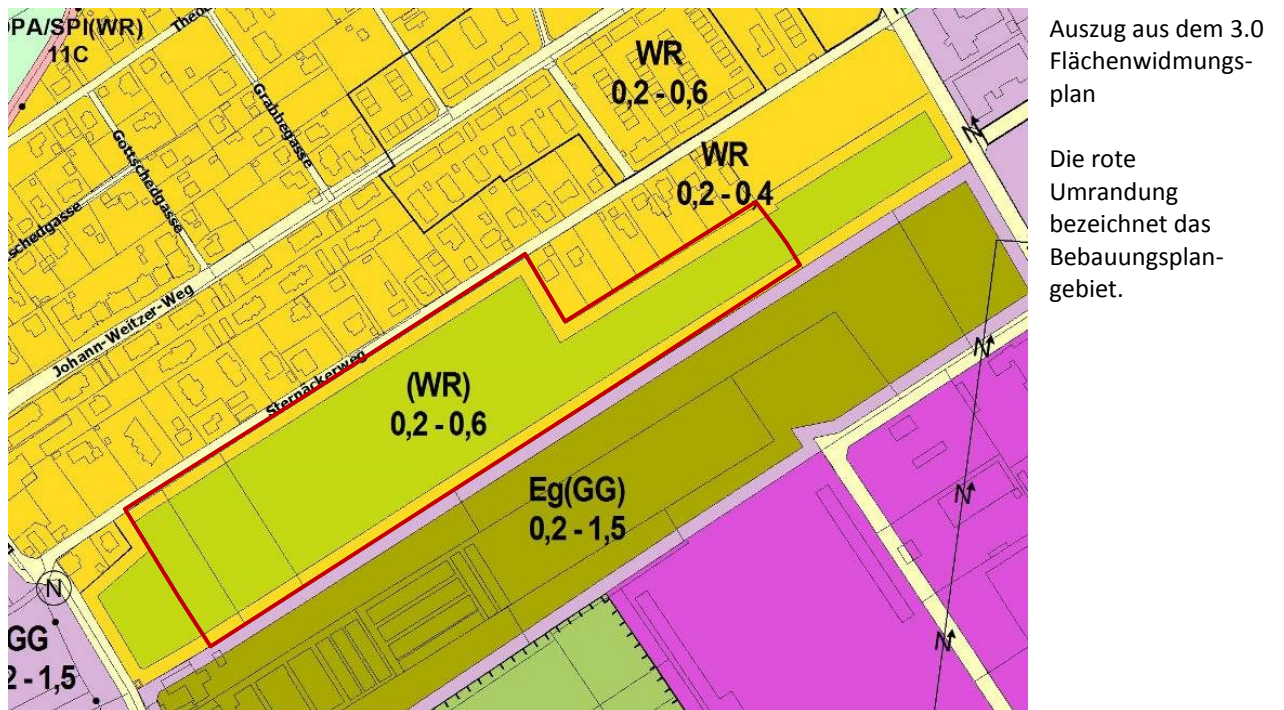 OPA/SPI(WR)
11C
Theo
Grabbegasse
Gottschedgasse
schedgasse
WR
0,2 - 0,6
WR
0,2 - 0,4
N
Johann-Weitzer-Weg
Sternäckerweg
(WR)
0,2 - 0,6
N
Eg(GG)
0,2 - 1,5
N
N
N
GG
2 - 1,5
Auszug aus dem 3.0
Flächenwidmungs-
plan
Die rote
Umrandung
bezeichnet das
Bebauungsplan-
gebiet.